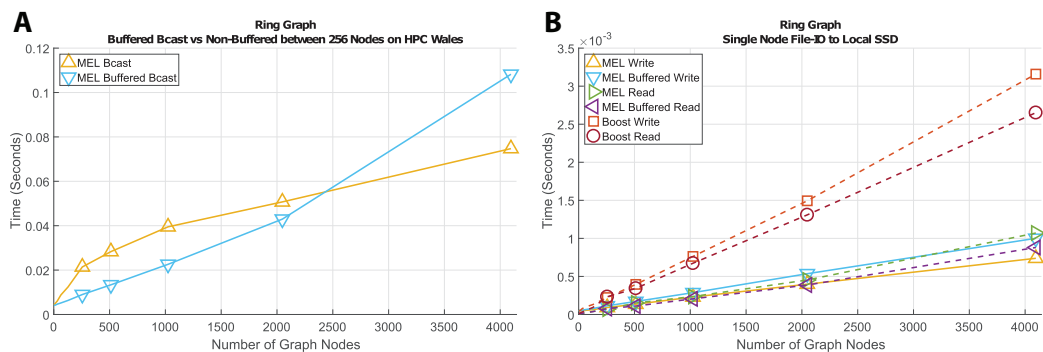 A
Ring Graph
Buffered Bcast vs Non-Buffered between 256 Nodes on HPC Wales
MEL Bcast
MEL Buffered Bcast
Time (Seconds)
0.12
0.1
0.08
0.06
0.04
0.02
0
0 500 1000 1500 2000 2500 3000 3500 4000
Number of Graph Nodes
B
Ring Graph
Single Node File-IO to Local SSD
×10⁻³
MEL Write
MEL Buffered Write
MEL Read
MEL Buffered Read
Boost Write
Boost Read
Time (Seconds)
3.5
3
2.5
2
1.5
1
0.5
0
0 500 1000 1500 2000 2500 3000 3500 4000
Number of Graph Nodes